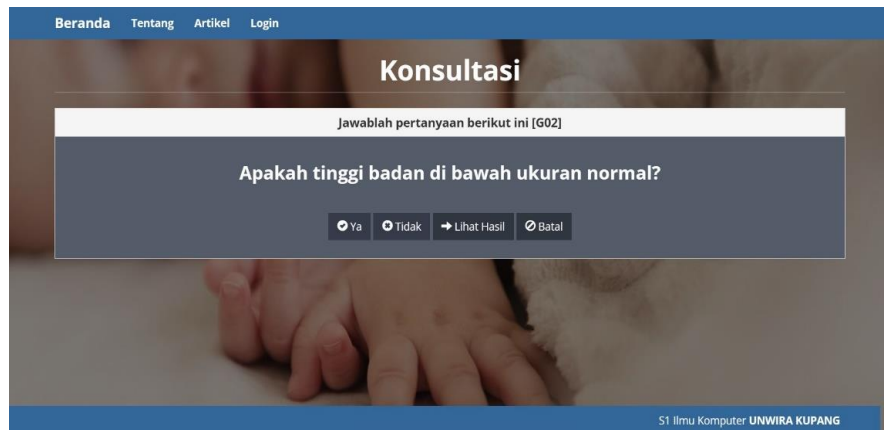 Beranda Tentang Artikel Login
Konsultasi
Jawablah pertanyaan berikut ini [G02]
Apakah tinggi badan di bawah ukuran normal?
Ya Tidak Lihat Hasil Batal
S1 Ilmu Komputer UNWIRA KUPANG